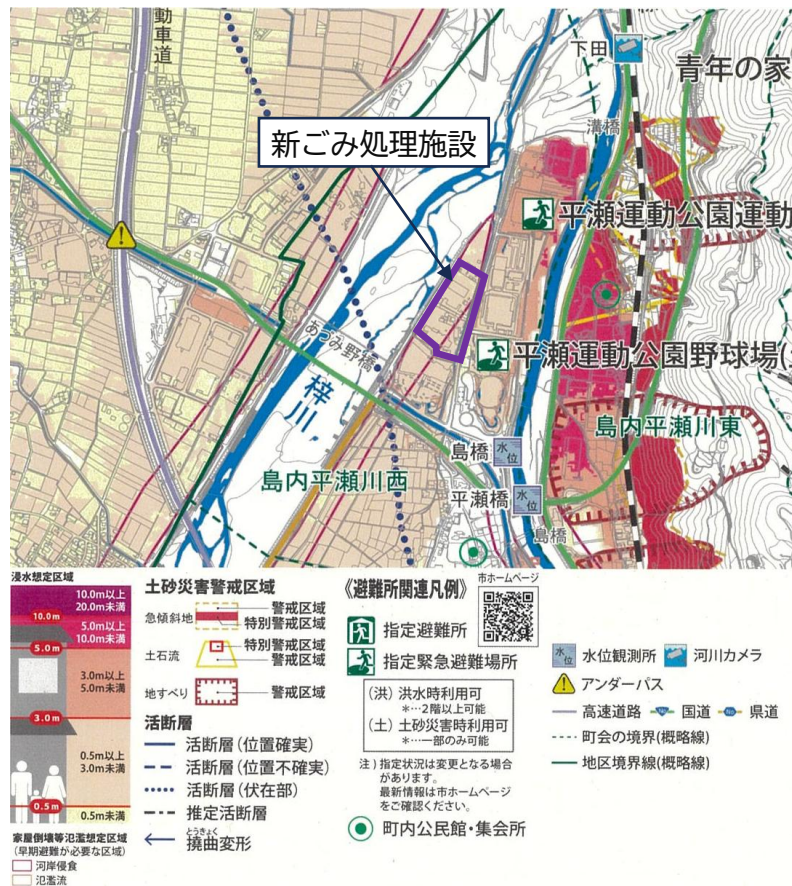 動車道
下田
青年の家
溝橋
新ごみ処理施設
平瀬運動公園運動
あづみ野橋
平瀬運動公園野球場(土
梓川
島内平瀬川東
島橋
水位
島内平瀬川西
平瀬橋
水位
島橋
浸水想定区域
10.0m以上
20.0m未満
10.0m
5.0m以上
10.0m未満
5.0m
3.0m以上
5.0m未満
3.0m
0.5m以上
3.0m未満
0.5m
0.5m未満
家屋倒壊等氾濫想定区域
(早期避難が必要な区域)
河岸侵食
氾濫流
土砂災害警戒区域
急傾斜地
警戒区域
特別警戒区域
土石流
特別警戒区域
警戒区域
地すべり
警戒区域
活断層
活断層(位置確実)
活断層(位置不確実)
活断層(伏在部)
推定活断層
とうきょく
撓曲変形
《避難所関連凡例》
市ホームページ
指定避難所
指定緊急避難場所
(洪)洪水時利用可
*…2階以上可能
(土)土砂災害時利用可
*…一部のみ可能
注)指定状況は変更となる場合
があります。
最新情報は市ホームページ
をご確認ください。
町内公民館・集会所
水位 水位観測所 河川カメラ
アンダーパス
高速道路 国道 県道
町会の境界(概略線)
地区境界線(概略線)